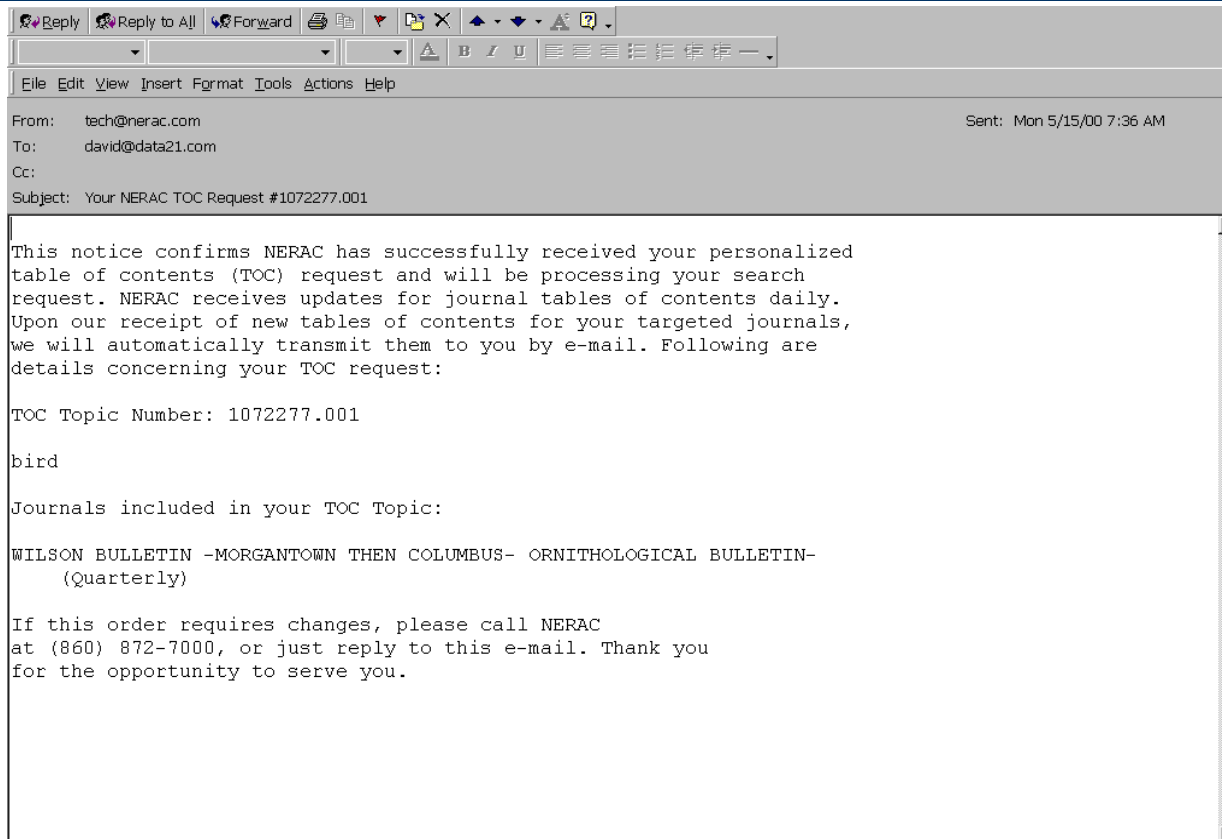 Reply Reply to All Forward
A B I U
File Edit View Insert Format Tools Actions Help
From: tech@nerac.com Sent: Mon 5/15/00 7:36 AM
To: david@data21.com
Cc:
Subject: Your NERAC TOC Request #1072277.001
This notice confirms NERAC has successfully received your personalized
table of contents (TOC) request and will be processing your search
request. NERAC receives updates for journal tables of contents daily.
Upon our receipt of new tables of contents for your targeted journals,
we will automatically transmit them to you by e-mail. Following are
details concerning your TOC request:
TOC Topic Number: 1072277.001
bird
Journals included in your TOC Topic:
WILSON BULLETIN -MORGANTOWN THEN COLUMBUS- ORNITHOLOGICAL BULLETIN-
(Quarterly)
If this order requires changes, please call NERAC
at (860) 872-7000, or just reply to this e-mail. Thank you
for the opportunity to serve you.